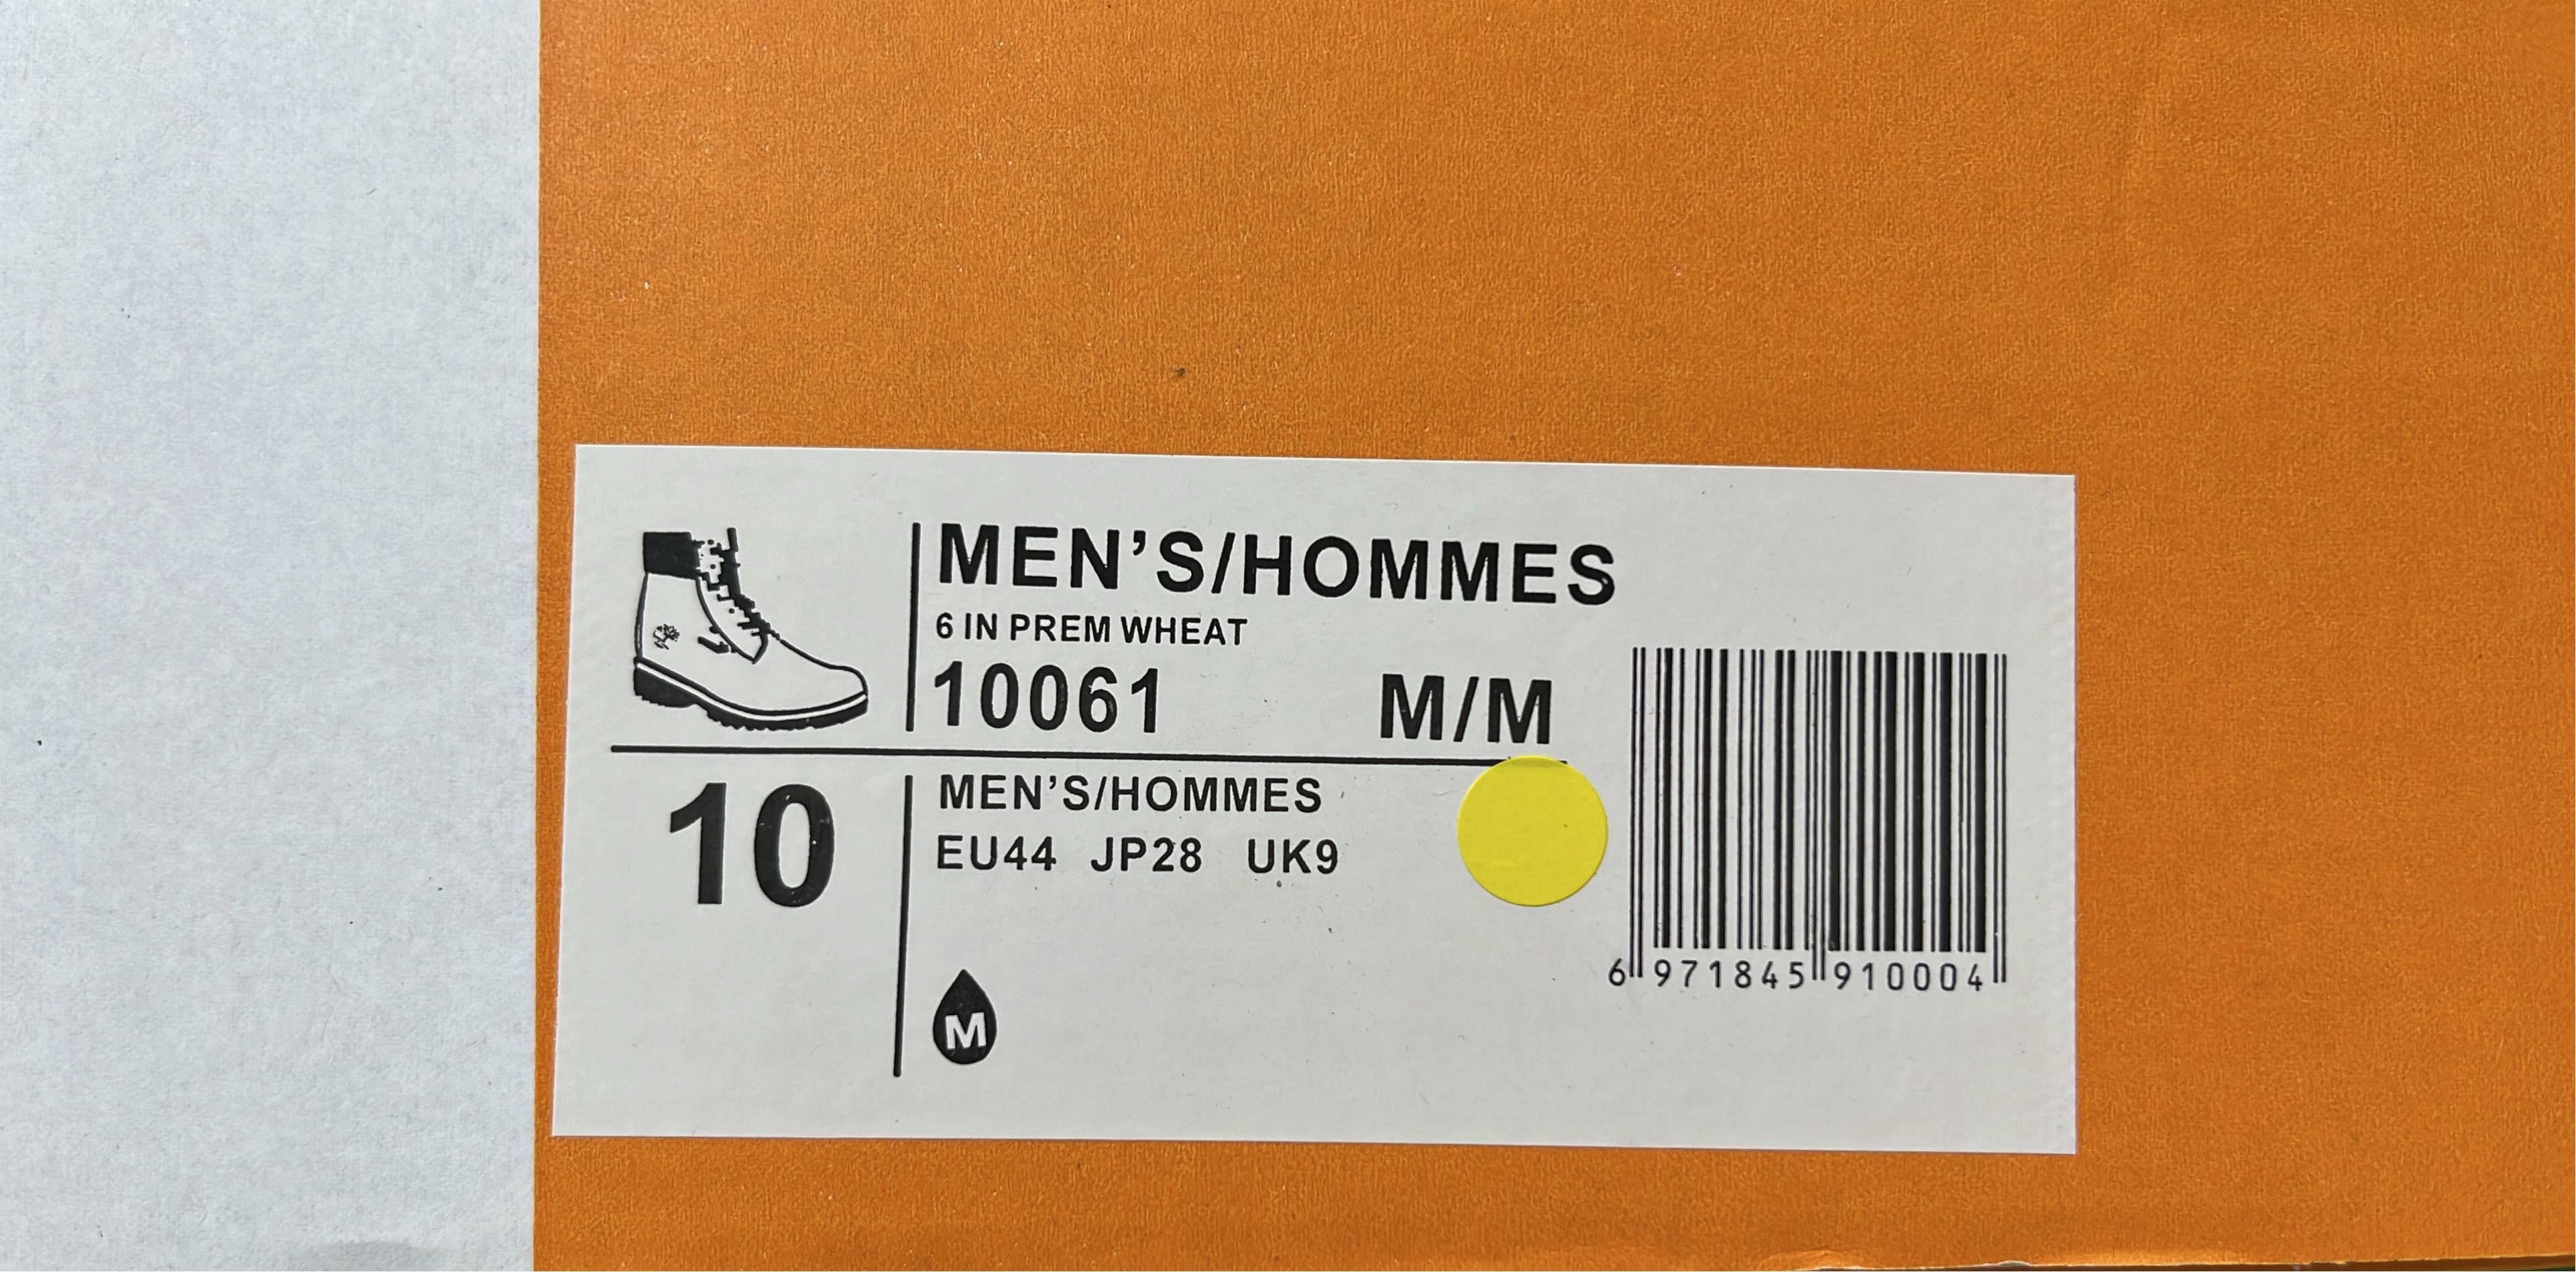 MEN’S/HOMMES
6 IN PREM WHEAT
10061 M/M
10
MEN’S/HOMMES
EU44 JP28 UK9
M
6 971845 910004